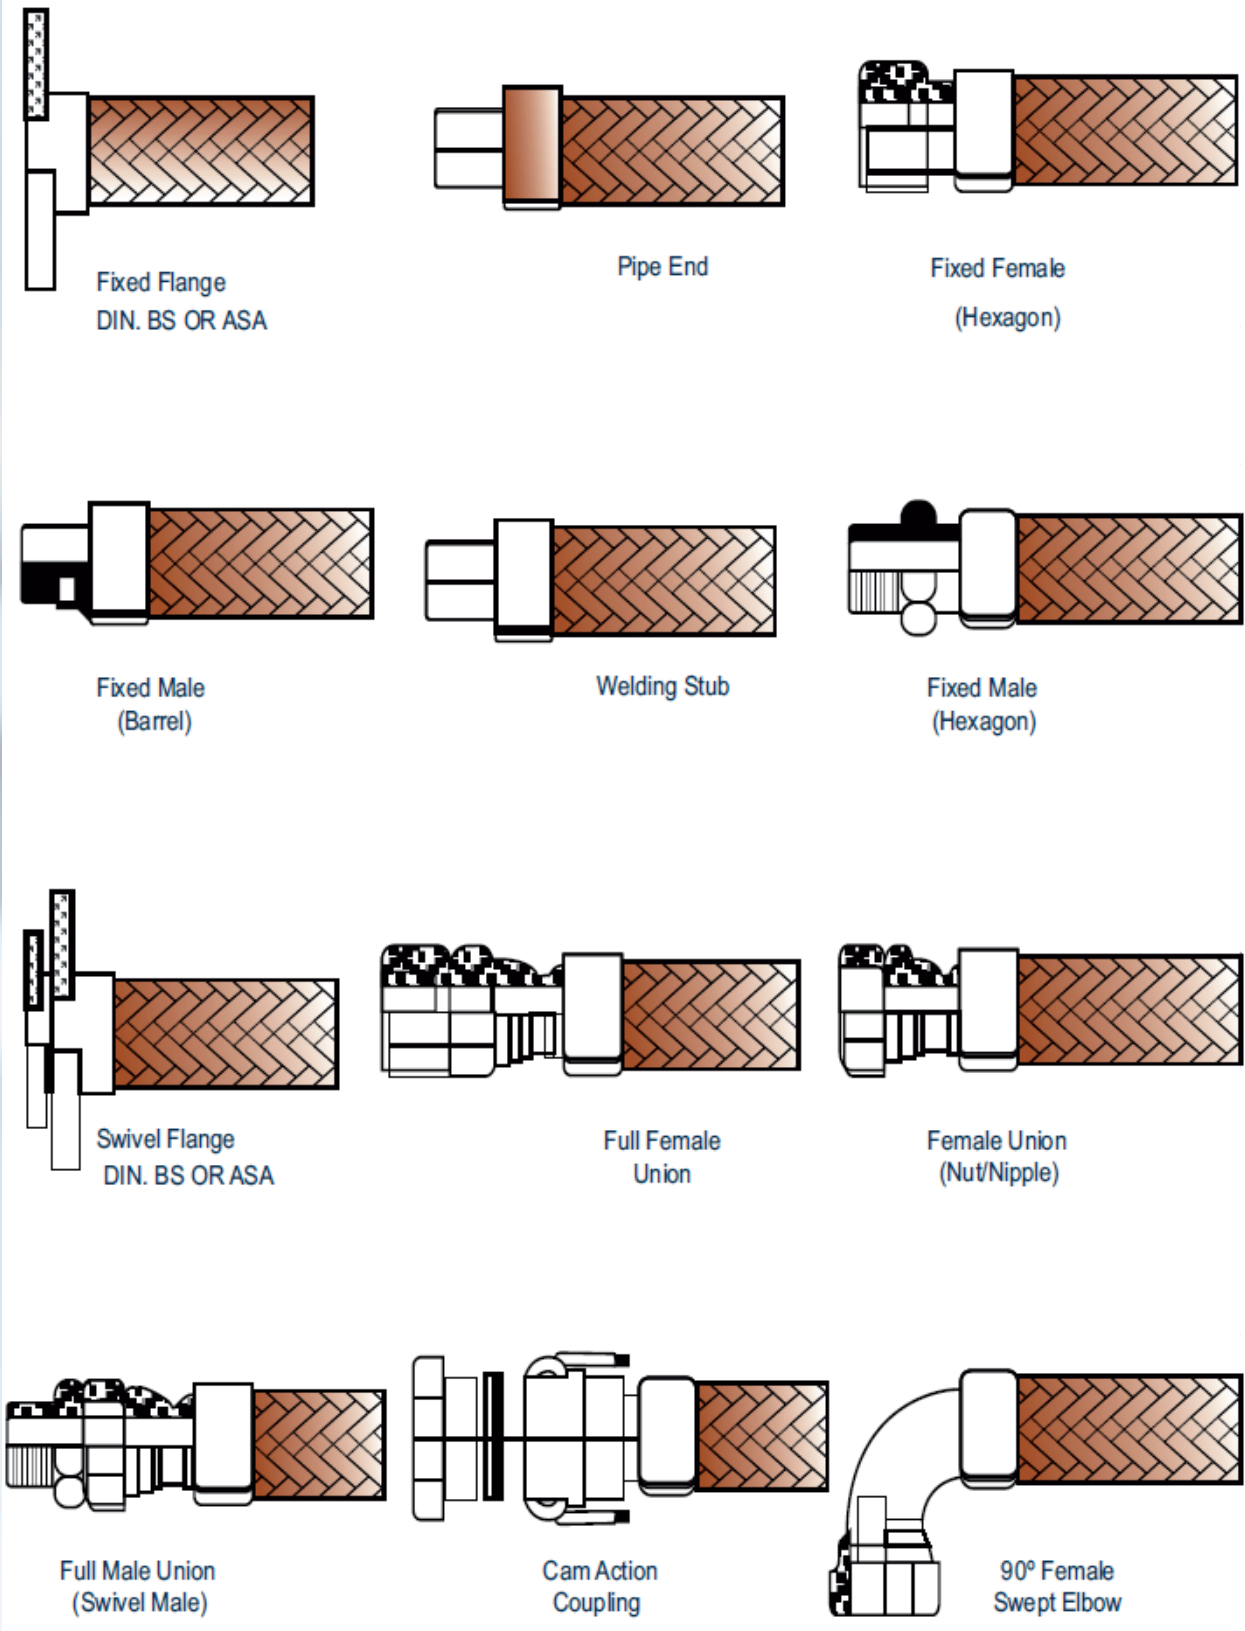 Fixed Flange
DIN. BS OR ASA
Pipe End
Fixed Female
(Hexagon)
Fixed Male
(Barrel)
Welding Stub
Fixed Male
(Hexagon)
Swivel Flange
DIN. BS OR ASA
Full Female
Union
Female Union
(Nut/Nipple)
Full Male Union
(Swivel Male)
Cam Action
Coupling
90º Female
Swept Elbow